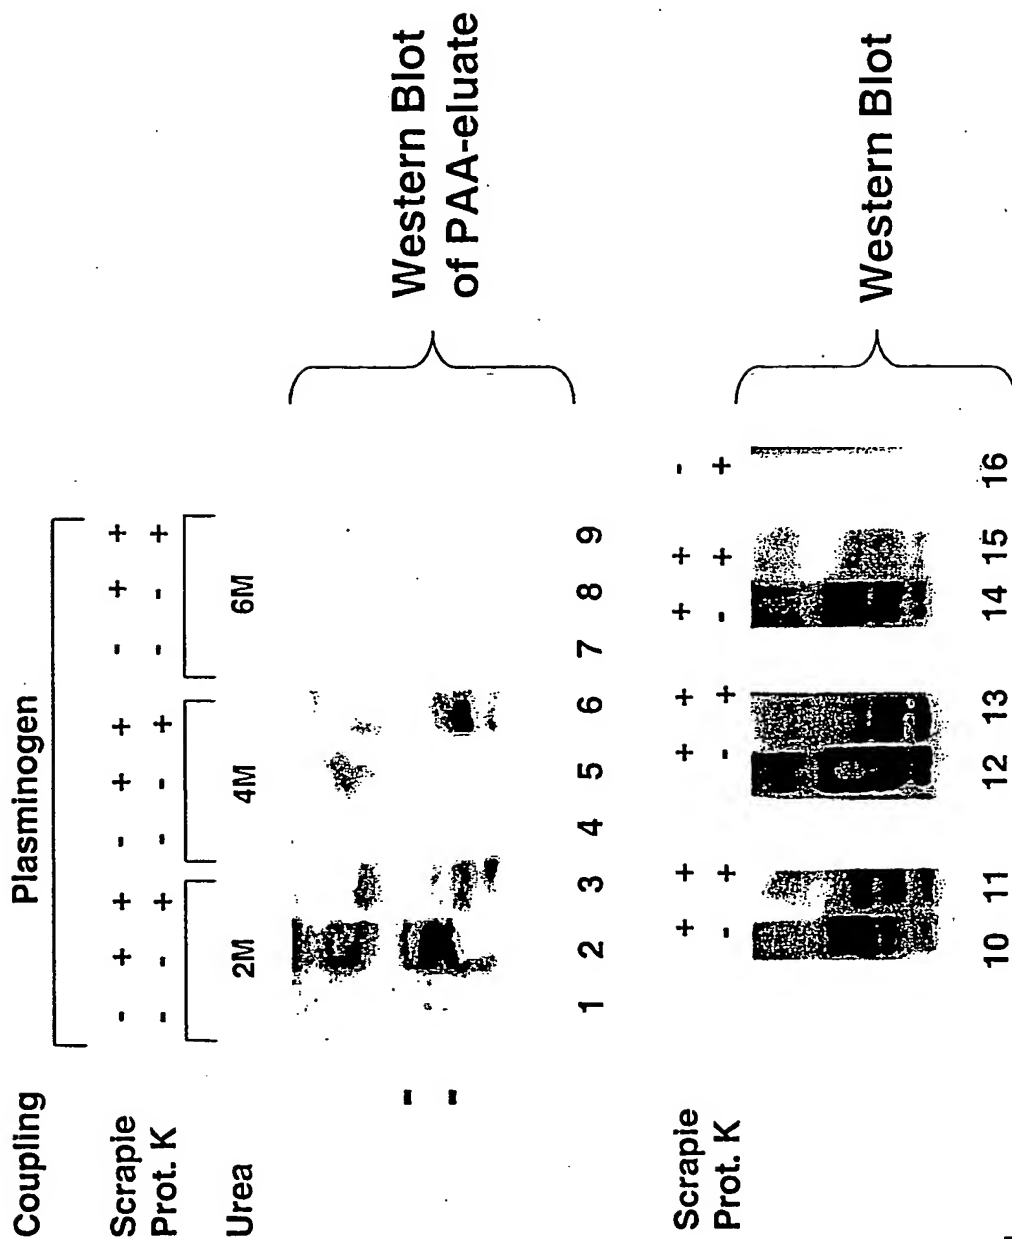 Coupling Plasminogen
Scrapie - + + - + + - + +
Prot. K - - + - - + - - +
Urea 2M 4M 6M
1 2 3 4 5 6 7 8 9
Western Blot
of PAA-eluate
Scrapie + + + + + + -
Prot. K - + - + - + +
10 11 12 13 14 15 16
Western Blot